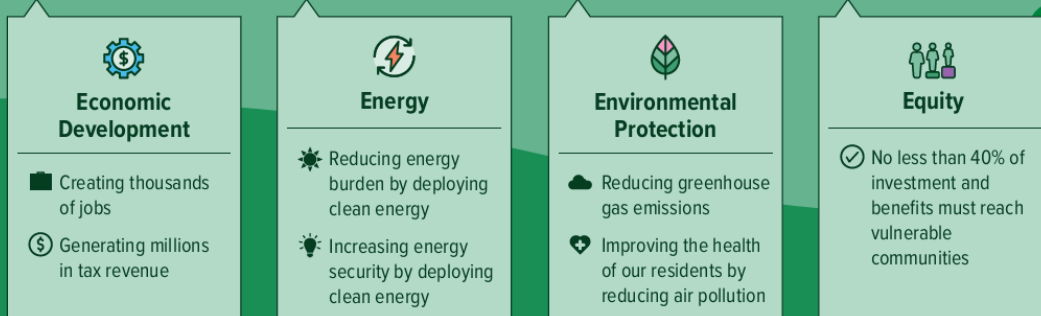 Economic
Development
Creating thousands
of jobs
Generating millions
in tax revenue
Energy
Reducing energy
burden by deploying
clean energy
Increasing energy
security by deploying
clean energy
Environmental
Protection
Reducing greenhouse
gas emissions
Improving the health
of our residents by
reducing air pollution
Equity
No less than 40% of
investment and
benefits must reach
vulnerable
communities